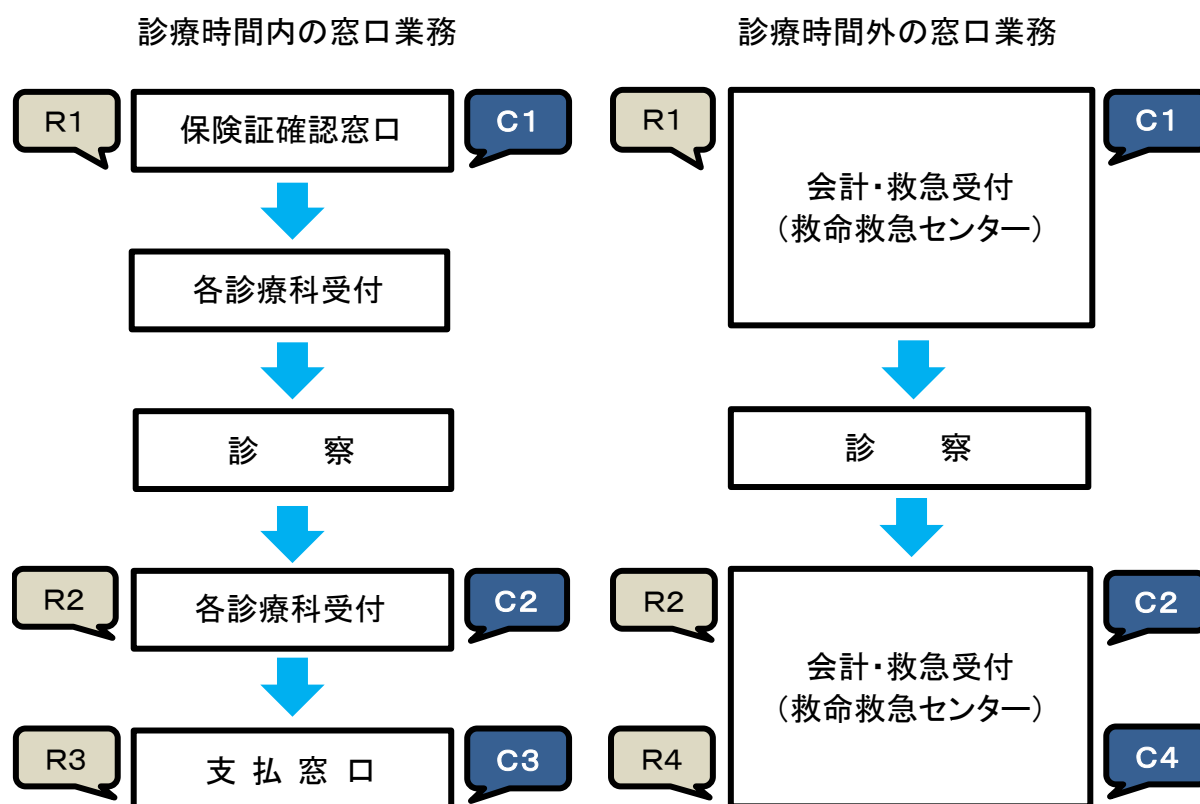 診療時間内の窓口業務
R1
保険証確認窓口
C1
各診療科受付
診　察
R2
各診療科受付
C2
R3
支 払 窓 口
C3
診療時間外の窓口業務
R1
会計・救急受付
（救命救急センター）
C1
診　察
R2
C2
会計・救急受付
（救命救急センター）
R4
C4